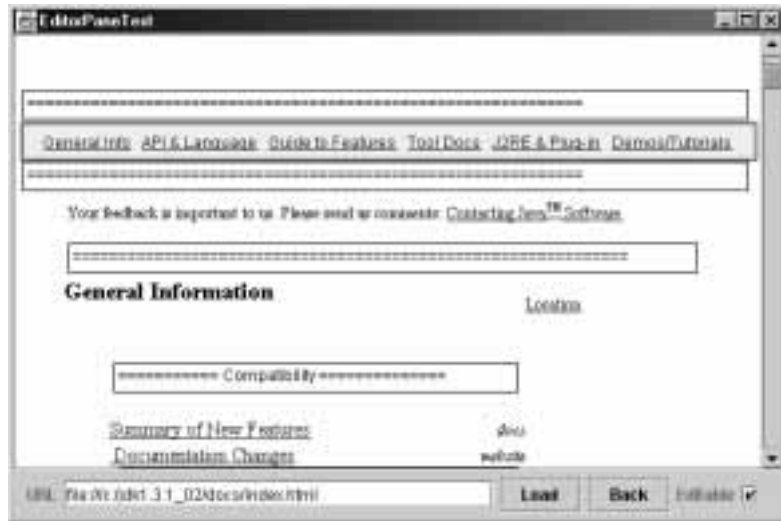 EditorPaneTest
General Info API & Language Guide to Features Tool Docs J2RE & Plug-in Demos/Tutorials
Your feedback is important to us. Please send us comments: Contacting Java™ Software.
General Information
Location
=========== Compatibility ==============
Summary of New Features docs
Documentation Changes website
URL Load Back Editable